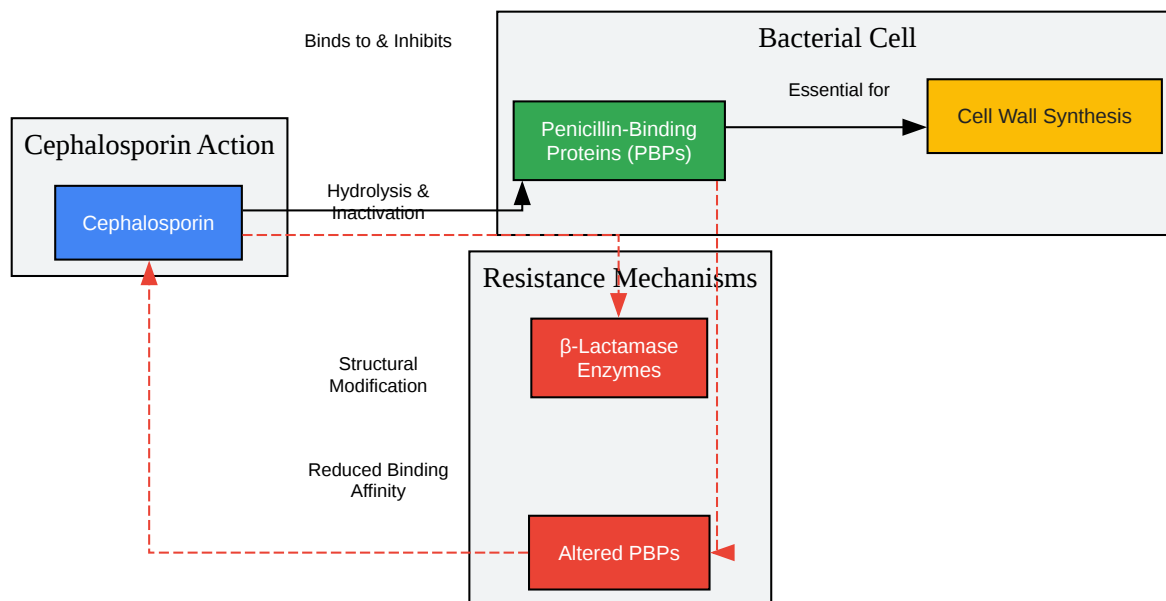 Binds to & Inhibits
Bacterial Cell
Essential for
Penicillin-Binding
Proteins (PBPs)
Cell Wall Synthesis
Cephalosporin Action
Cephalosporin
Hydrolysis &
Inactivation
Resistance Mechanisms
β-Lactamase
Enzymes
Structural
Modification
Reduced Binding
Affinity
Altered PBPs